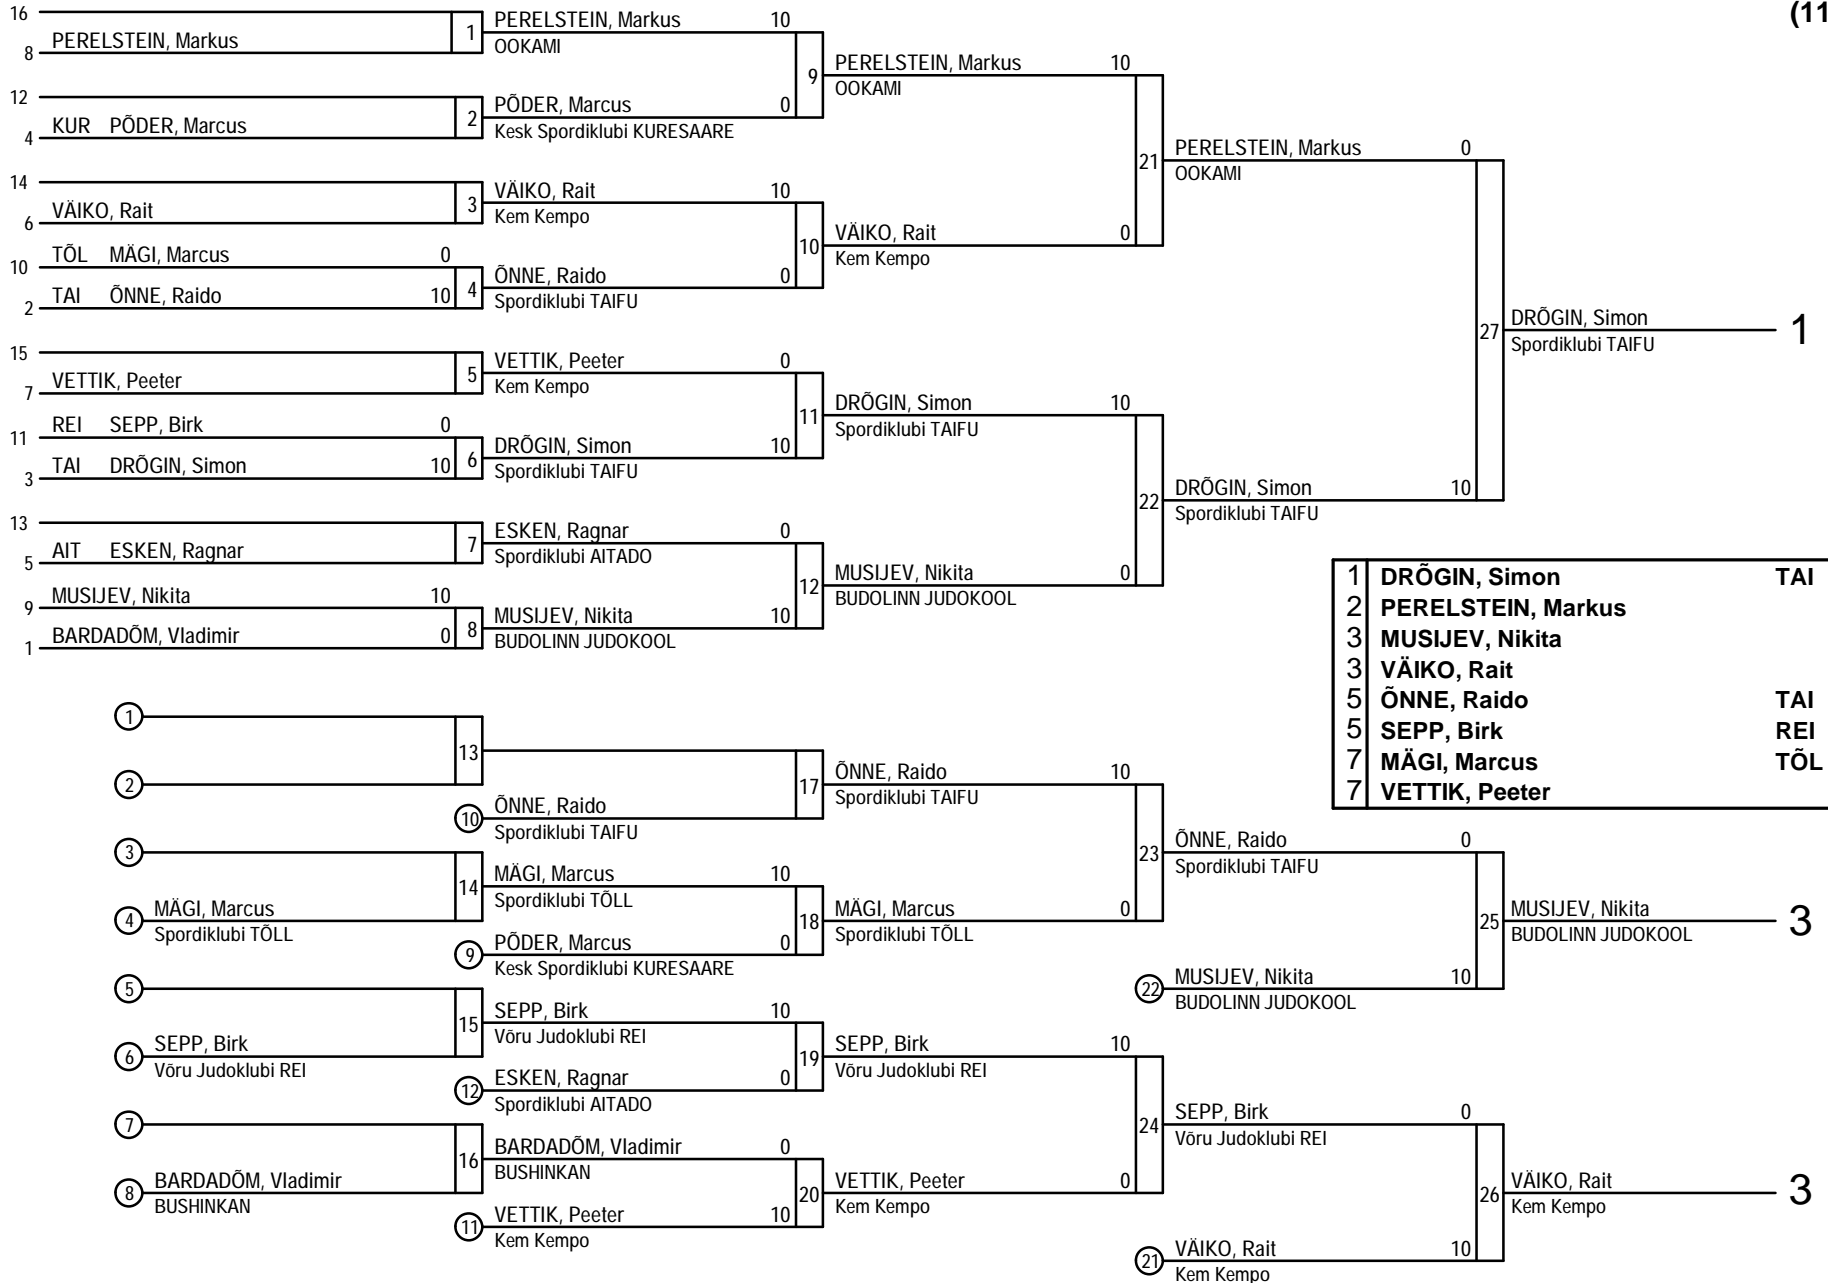 (11
16
1
PERELSTEIN, Markus 10
OOKAMI
8 PERELSTEIN, Markus
9
PERELSTEIN, Markus 10
OOKAMI
12
2
PÕDER, Marcus 0
Kesk Spordiklubi KURESAARE
4 KUR PÕDER, Marcus
21
PERELSTEIN, Markus 0
OOKAMI
14
3
VÄIKO, Rait 10
Kem Kempo
6 VÄIKO, Rait
10
VÄIKO, Rait 0
Kem Kempo
10 TÕL MÄGI, Marcus 0
4
ÕNNE, Raido 0
Spordiklubi TAIFU
2 TAI ÕNNE, Raido 10
27
DRÕGIN, Simon
Spordiklubi TAIFU
1
15
5
VETTIK, Peeter 0
Kem Kempo
7 VETTIK, Peeter
11
DRÕGIN, Simon 10
Spordiklubi TAIFU
11 REI SEPP, Birk 0
6
DRÕGIN, Simon 10
Spordiklubi TAIFU
3 TAI DRÕGIN, Simon 10
22
DRÕGIN, Simon 10
Spordiklubi TAIFU
13
7
ESKEN, Ragnar 0
Spordiklubi AITADO
5 AIT ESKEN, Ragnar
12
MUSIJEV, Nikita 0
BUDOLINN JUDOKOOL
9 MUSIJEV, Nikita 10
8
MUSIJEV, Nikita 10
BUDOLINN JUDOKOOL
1 BARDADÕM, Vladimir 0
1 DRÕGIN, Simon TAI
2 PERELSTEIN, Markus
3 MUSIJEV, Nikita
3 VÄIKO, Rait
5 ÕNNE, Raido TAI
5 SEPP, Birk REI
7 MÄGI, Marcus TÕL
7 VETTIK, Peeter
1
13
2
17
ÕNNE, Raido 10
Spordiklubi TAIFU
10 ÕNNE, Raido
Spordiklubi TAIFU
23
ÕNNE, Raido 0
Spordiklubi TAIFU
3
14
MÄGI, Marcus 10
Spordiklubi TÕLL
4 MÄGI, Marcus
Spordiklubi TÕLL
18
MÄGI, Marcus 0
Spordiklubi TÕLL
9 PÕDER, Marcus 0
Kesk Spordiklubi KURESAARE
25
MUSIJEV, Nikita
BUDOLINN JUDOKOOL
3
22 MUSIJEV, Nikita 10
BUDOLINN JUDOKOOL
5
15
SEPP, Birk 10
Võru Judoklubi REI
6 SEPP, Birk
Võru Judoklubi REI
19
SEPP, Birk 10
Võru Judoklubi REI
12 ESKEN, Ragnar 0
Spordiklubi AITADO
24
SEPP, Birk 0
Võru Judoklubi REI
7
16
BARDADÕM, Vladimir 0
BUSHINKAN
8 BARDADÕM, Vladimir
BUSHINKAN
20
VETTIK, Peeter 0
Kem Kempo
11 VETTIK, Peeter 10
Kem Kempo
26
VÄIKO, Rait
Kem Kempo
3
21 VÄIKO, Rait 10
Kem Kempo